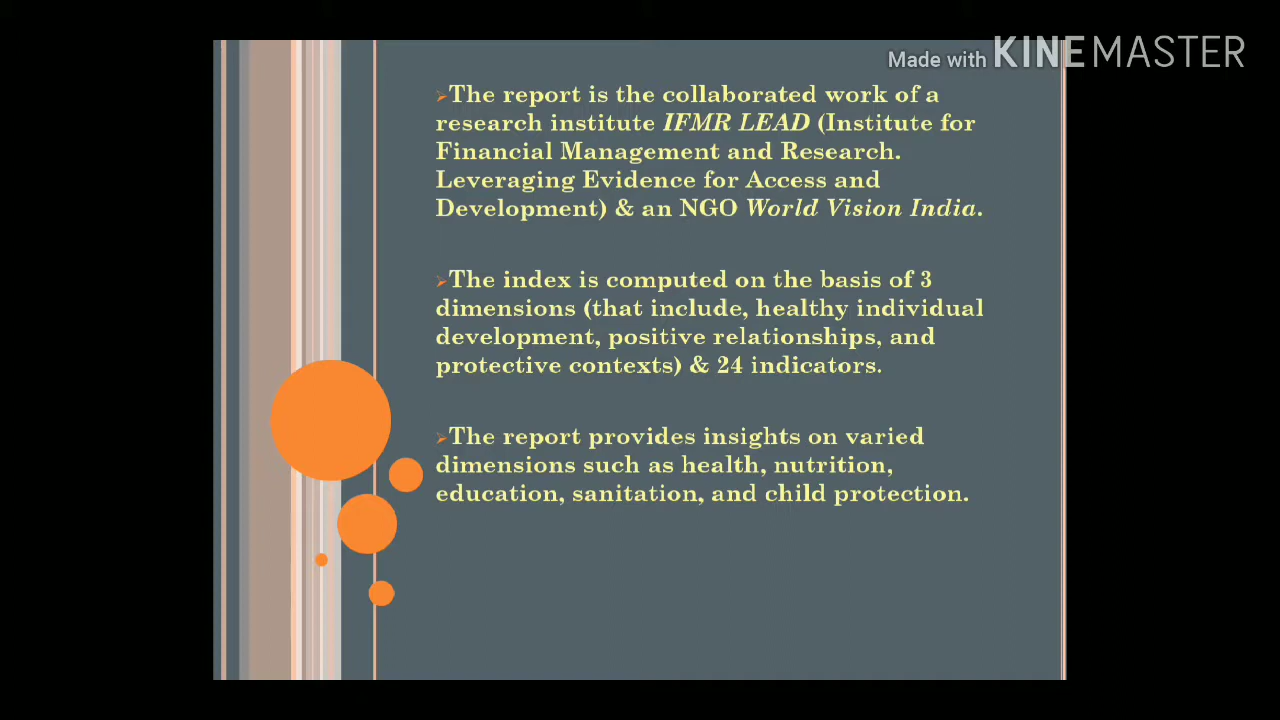 Made with KINEMASTER
➢The report is the collaborated work of a
research institute IFMR LEAD (Institute for
Financial Management and Research.
Leveraging Evidence for Access and
Development) & an NGO World Vision India.
➢The index is computed on the basis of 3
dimensions (that include, healthy individual
development, positive relationships, and
protective contexts) & 24 indicators.
➢The report provides insights on varied
dimensions such as health, nutrition,
education, sanitation, and child protection.